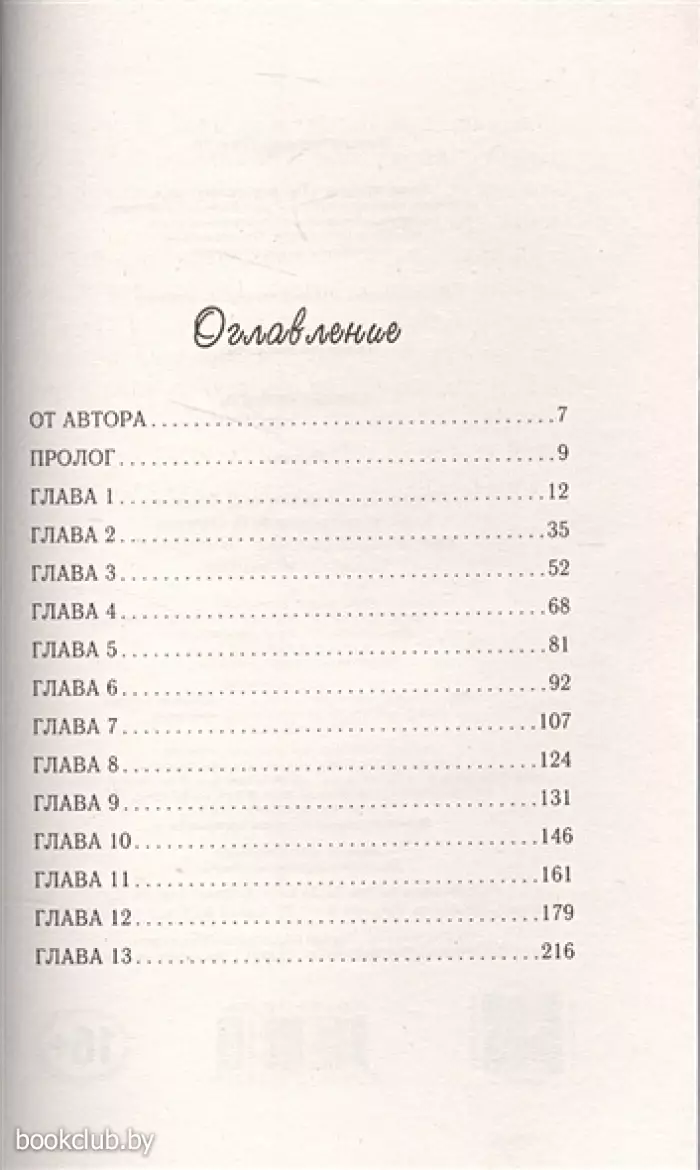 Оглавление
ОТ АВТОРА........................................7
ПРОЛОГ...........................................9
ГЛАВА 1..........................................12
ГЛАВА 2..........................................35
ГЛАВА 3..........................................52
ГЛАВА 4..........................................68
ГЛАВА 5..........................................81
ГЛАВА 6..........................................92
ГЛАВА 7..........................................107
ГЛАВА 8..........................................124
ГЛАВА 9..........................................131
ГЛАВА 10.........................................146
ГЛАВА 11.........................................161
ГЛАВА 12.........................................179
ГЛАВА 13.........................................216
bookclub.by